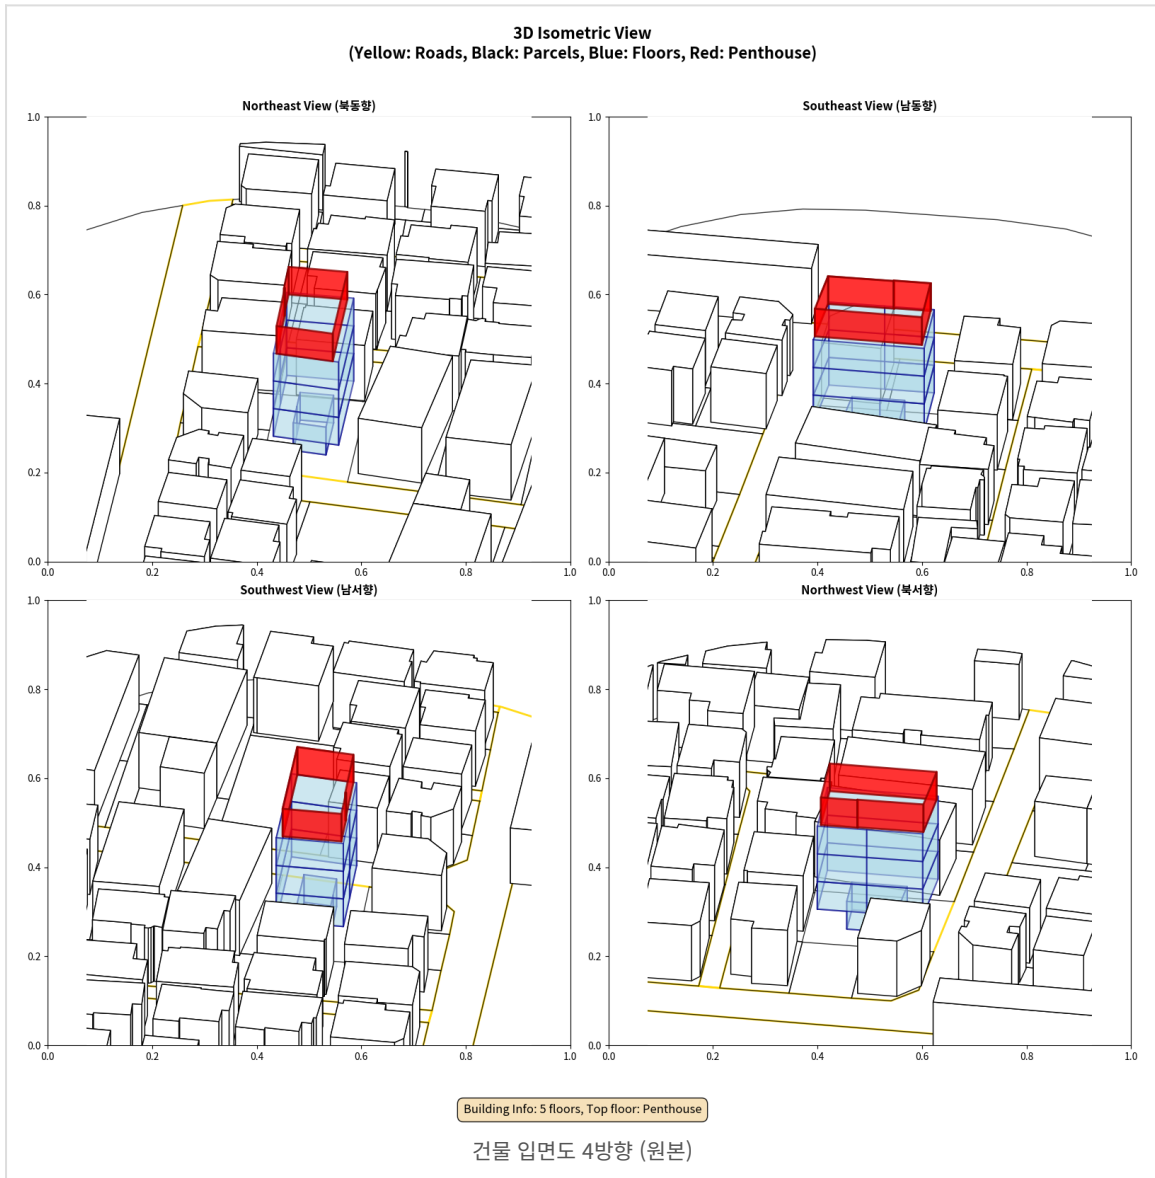 3D Isometric View
(Yellow: Roads, Black: Parcels, Blue: Floors, Red: Penthouse)
Northeast View (북동향)
1.0
0.8
0.6
0.4
0.2
0.0
0.0 0.2 0.4 0.6 0.8 1.0
Southeast View (남동향)
1.0
0.8
0.6
0.4
0.2
0.0
0.0 0.2 0.4 0.6 0.8 1.0
Southwest View (남서향)
1.0
0.8
0.6
0.4
0.2
0.0
0.0 0.2 0.4 0.6 0.8 1.0
Northwest View (북서향)
1.0
0.8
0.6
0.4
0.2
0.0
0.0 0.2 0.4 0.6 0.8 1.0
Building Info: 5 floors, Top floor: Penthouse
건물 입면도 4방향 (원본)